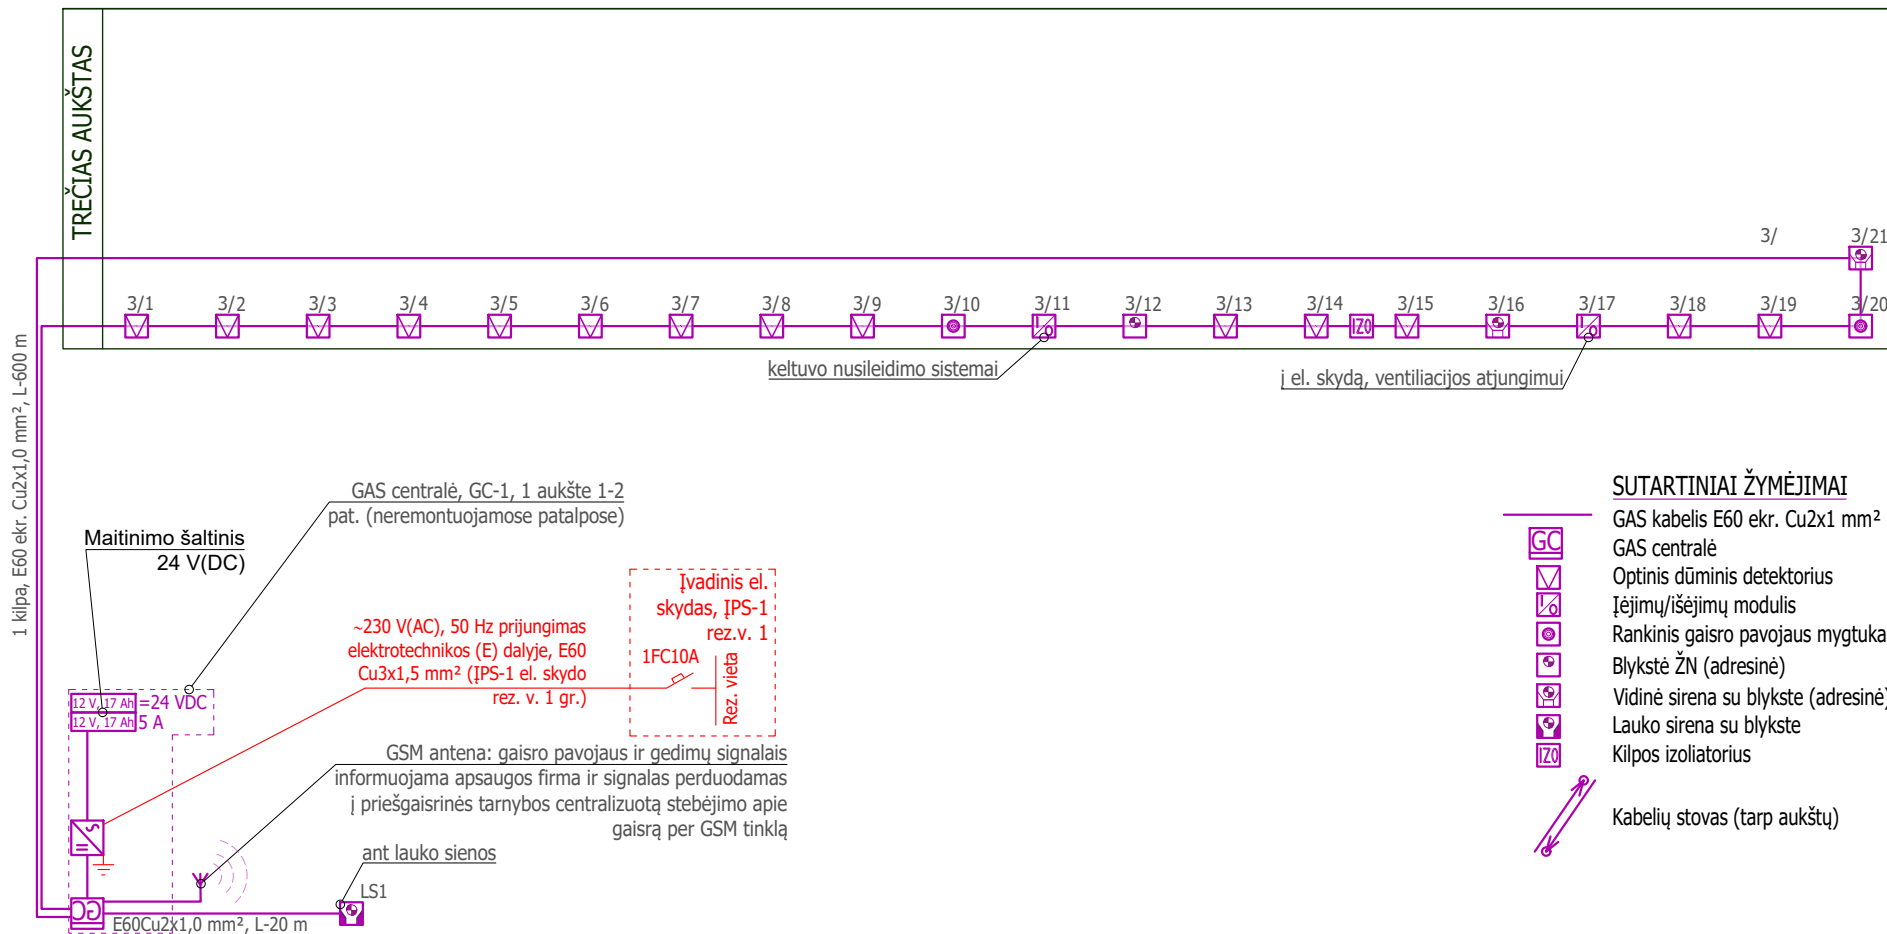 TREČIAS AUKŠTAS
3/
3/21
3/1
3/2
3/3
3/4
3/5
3/6
3/7
3/8
3/9
3/10
3/11
3/12
3/13
3/14
3/15
3/16
3/17
3/18
3/19
3/20
I
O
IZO
I
O
keltuvo nusileidimo sistemai
į el. skydą, ventiliacijos atjungimui
1 kilpa, E60 ekr. Cu2x1,0 mm², L-600 m
GAS centralė, GC-1, 1 aukšte 1-2
pat. (neremontuojamose patalpose)
Maitinimo šaltinis
24 V(DC)
Įvadinis el.
skydas, ĮPS-1
rez.v. 1
1FC10A
Rez. vieta
~230 V(AC), 50 Hz prijungimas
elektrotechnikos (E) dalyje, E60
Cu3x1,5 mm² (ĮPS-1 el. skydo
rez. v. 1 gr.)
12 V, 17 Ah
=24 VDC
12 V, 17 Ah
5 A
GSM antena: gaisro pavojaus ir gedimų signalais
informuojama apsaugos firma ir signalas perduodamas
į priešgaisrinės tarnybos centralizuotą stebėjimo apie
gaisrą per GSM tinklą
ant lauko sienos
LS1
GC
E60Cu2x1,0 mm², L-20 m
SUTARTINIAI ŽYMĖJIMAI
GAS kabelis E60 ekr. Cu2x1 mm²
GC
GAS centralė
Optinis dūminis detektorius
I
O
Įėjimų/išėjimų modulis
Rankinis gaisro pavojaus mygtuka
Blykstė ŽN (adresinė)
Vidinė sirena su blykste (adresinė)
Lauko sirena su blykste
IZO
Kilpos izoliatorius
Kabelių stovas (tarp aukštų)